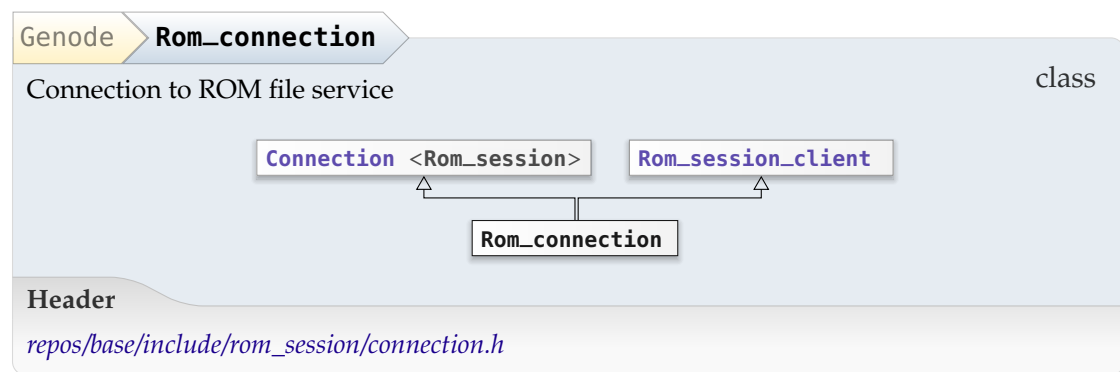 Genode Rom_connection
class
Connection to ROM file service
Connection <Rom_session> Rom_session_client
Rom_connection
Header
repos/base/include/rom_session/connection.h